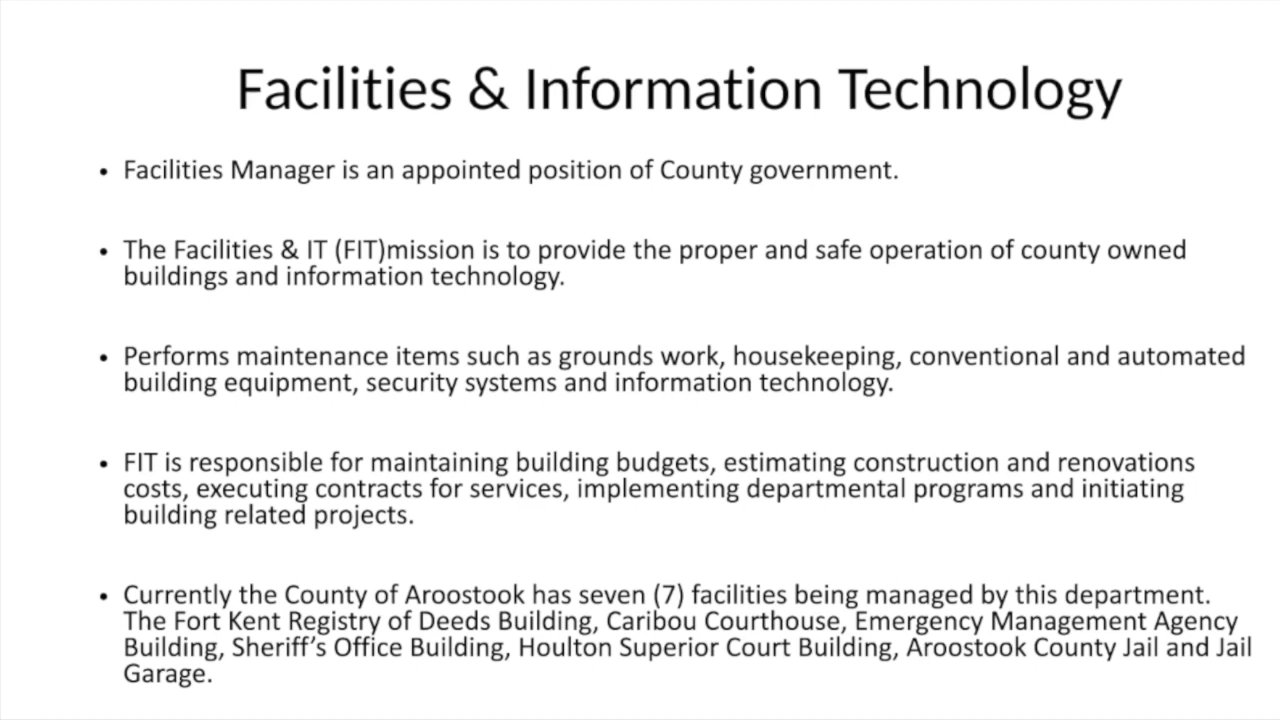 Facilities & Information Technology
• Facilities Manager is an appointed position of County government.
• The Facilities & IT (FIT)mission is to provide the proper and safe operation of county owned
buildings and information technology.
• Performs maintenance items such as grounds work, housekeeping, conventional and automated
building equipment, security systems and information technology.
• FIT is responsible for maintaining building budgets, estimating construction and renovations
costs, executing contracts for services, implementing departmental programs and initiating
building related projects.
• Currently the County of Aroostook has seven (7) facilities being managed by this department.
The Fort Kent Registry of Deeds Building, Caribou Courthouse, Emergency Management Agency
Building, Sheriff’s Office Building, Houlton Superior Court Building, Aroostook County Jail and Jail
Garage.